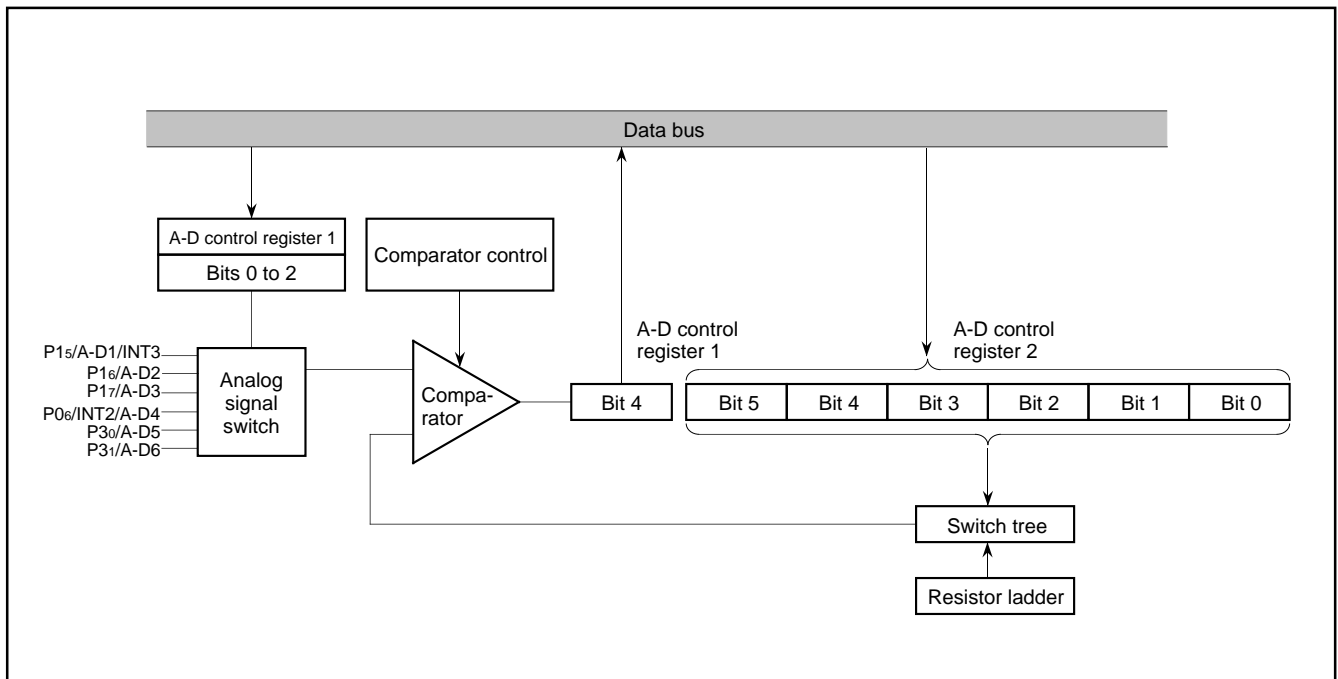 Data bus
A-D control register 1
Bits 0 to 2
Comparator control
A-D control
register 1
A-D control
register 2
P15/A-D1/INT3
P16/A-D2
P17/A-D3
P06/INT2/A-D4
P30/A-D5
P31/A-D6
Analog
signal
switch
Compa-
rator
Bit 4
Bit 5
Bit 4
Bit 3
Bit 2
Bit 1
Bit 0
Switch tree
Resistor ladder